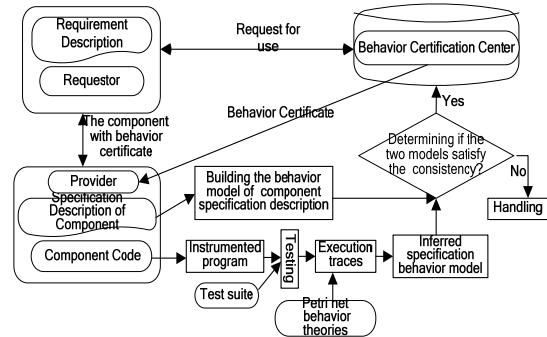 Requirement
Description
Requestor
Request for
use
Behavior Certification Center
The component
with behavior
certificate
Behavior Certificate
Yes
Determining if the
two models satisfy
the consistency?
No
Handling
Provider
Specification
Description of
Component
Component Code
Building the behavior
model of component
specification description
Instrumented
program
Testing
Execution
traces
Inferred
specification
behavior model
Test suite
Petri net
behavior
theories